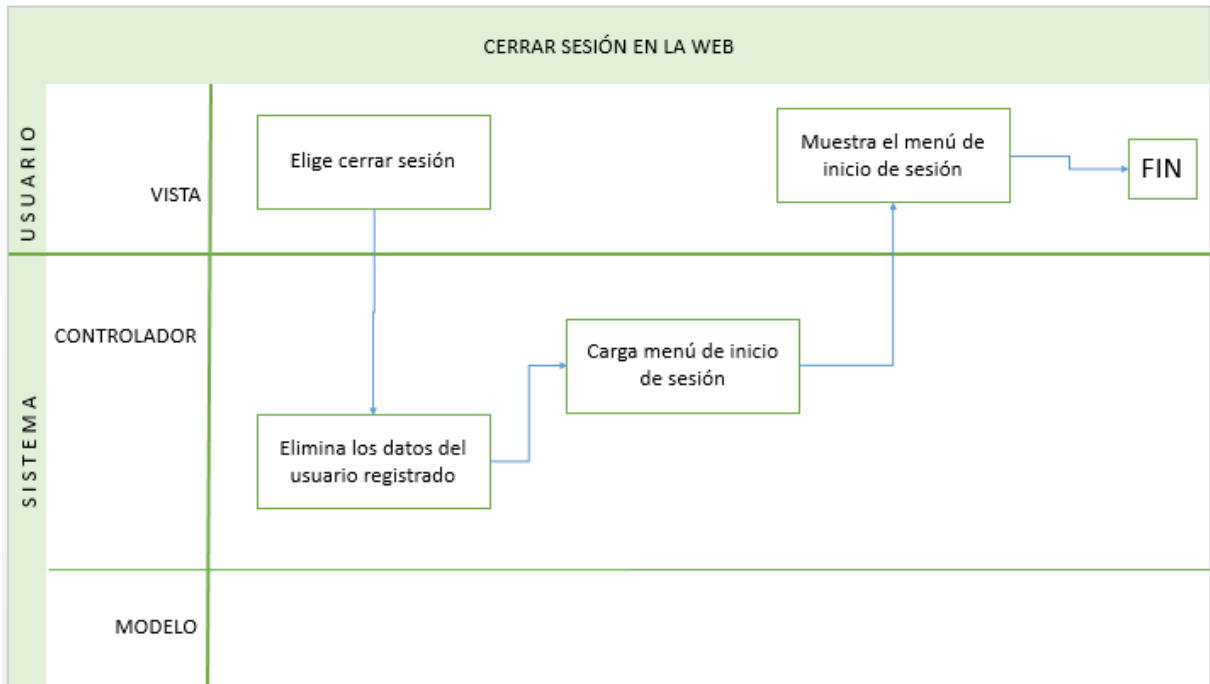 CERRAR SESIÓN EN LA WEB
USUARIO
VISTA
Elige cerrar sesión
Muestra el menú de
inicio de sesión
FIN
SISTEMA
CONTROLADOR
Carga menú de inicio
de sesión
Elimina los datos del
usuario registrado
MODELO